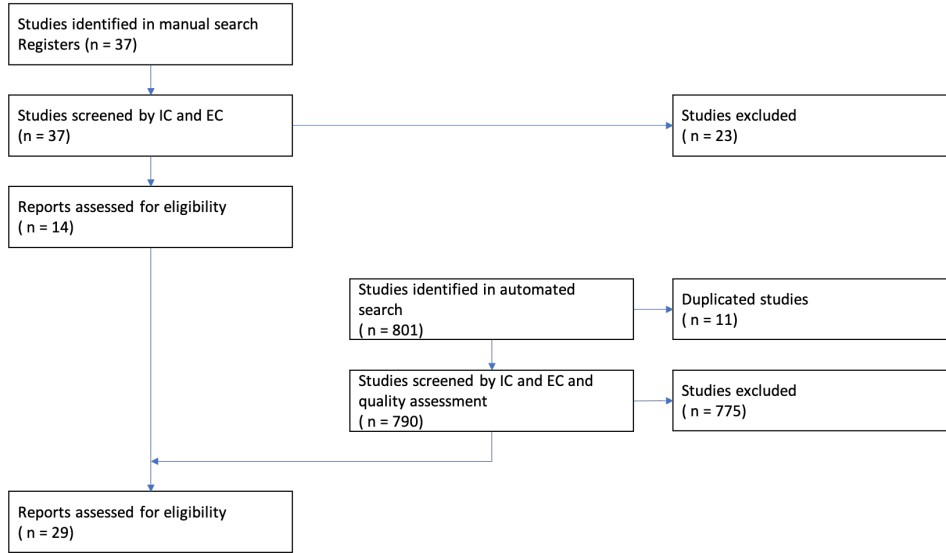 Studies identified in manual search
Registers (n = 37)
Studies screened by IC and EC
(n = 37)
Studies excluded
( n = 23)
Reports assessed for eligibility
( n = 14)
Studies identified in automated
search
( n = 801)
Duplicated studies
( n = 11)
Studies screened by IC and EC and
quality assessment
( n = 790)
Studies excluded
( n = 775)
Reports assessed for eligibility
( n = 29)